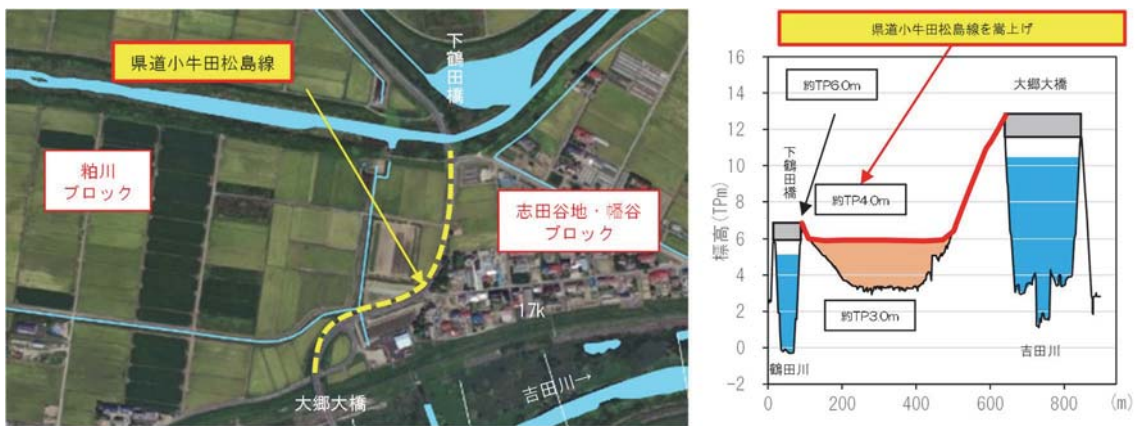 県道小牛田松島線
下鶴田橋
粕川
ブロック
志田谷地・幡谷
ブロック
17k
吉田川→
大郷大橋
県道小牛田松島線を嵩上げ
標高(TPm)
16
14
12
10
8
6
4
2
0
-2
約TP6.0m
大郷大橋
下鶴田橋
約TP4.0m
約TP3.0m
鶴田川
吉田川
0
200
400
600
800
(m)